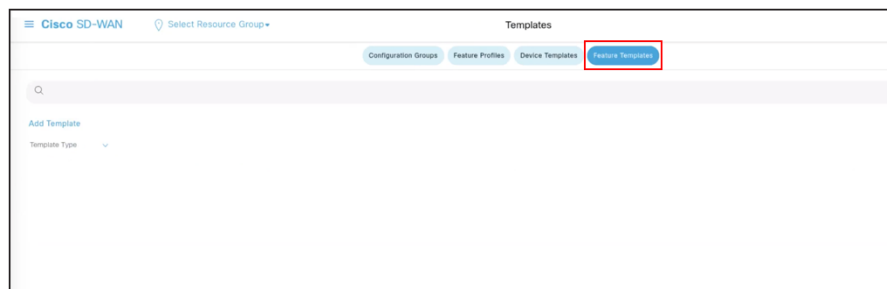 Cisco SD-WAN Select Resource Group Templates
Configuration Groups Feature Profiles Device Templates Feature Templates
Add Template
Template Type